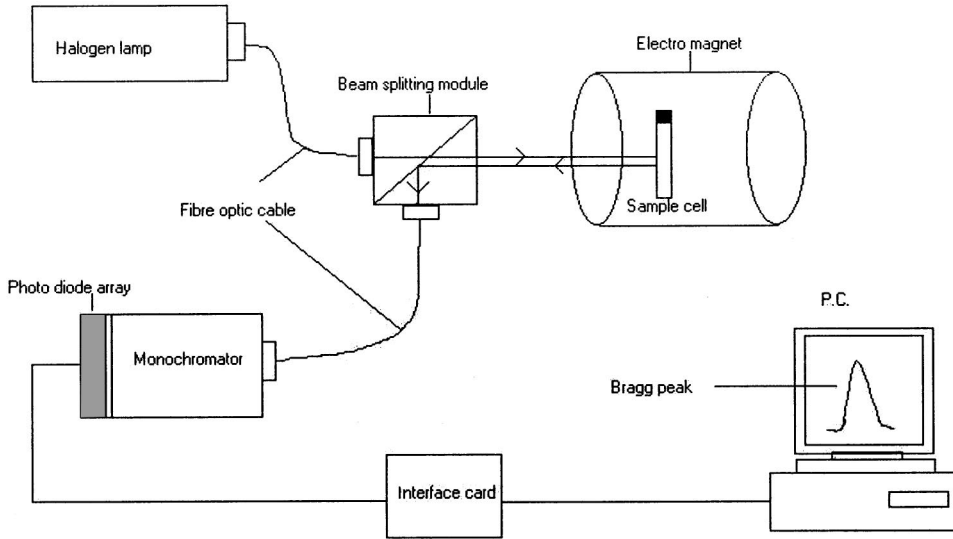 Halogen lamp
Electro magnet
Beam splitting module
Fibre optic cable
Sample cell
Photo diode array
P.C.
Monochromator
Bragg peak
Interface card